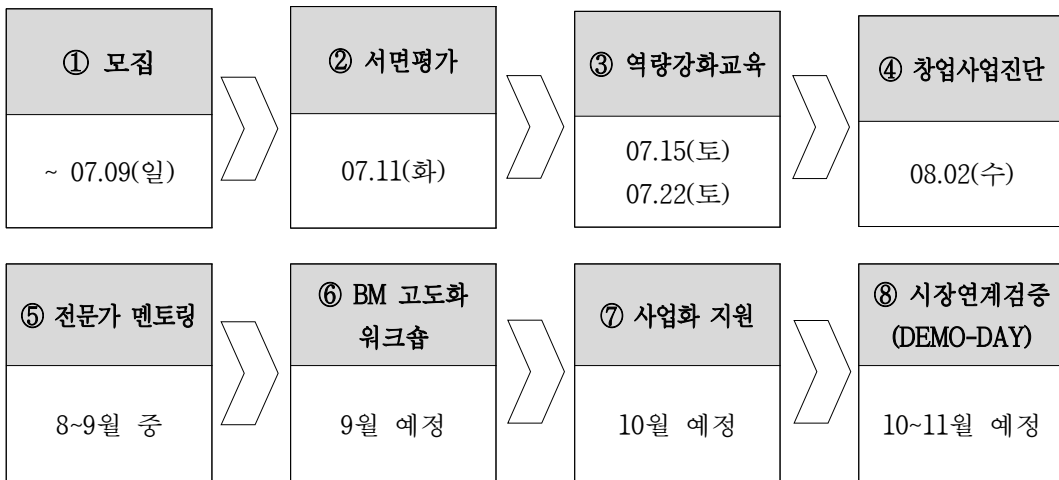 ① 모집
~ 07.09(일)
② 서면평가
07.11(화)
③ 역량강화교육
07.15(토)
07.22(토)
④ 창업사업진단
08.02(수)
⑤ 전문가 멘토링
8~9월 중
⑥ BM 고도화
워크숍
9월 예정
⑦ 사업화 지원
10월 예정
⑧ 시장연계검증
(DEMO-DAY)
10~11월 예정